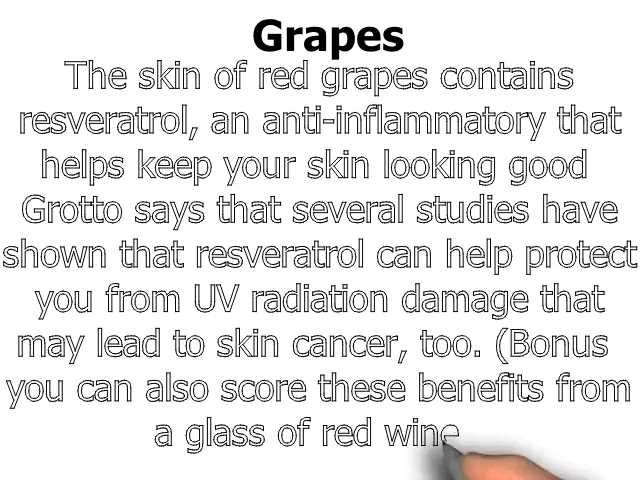 Grapes
The skin of red grapes contains
resveratrol, an anti-inflammatory that
helps keep your skin looking good
Grotto says that several studies have
shown that resveratrol can help protect
you from UV radiation damage that
may lead to skin cancer, too. (Bonus
you can also score these benefits from
a glass of red wine